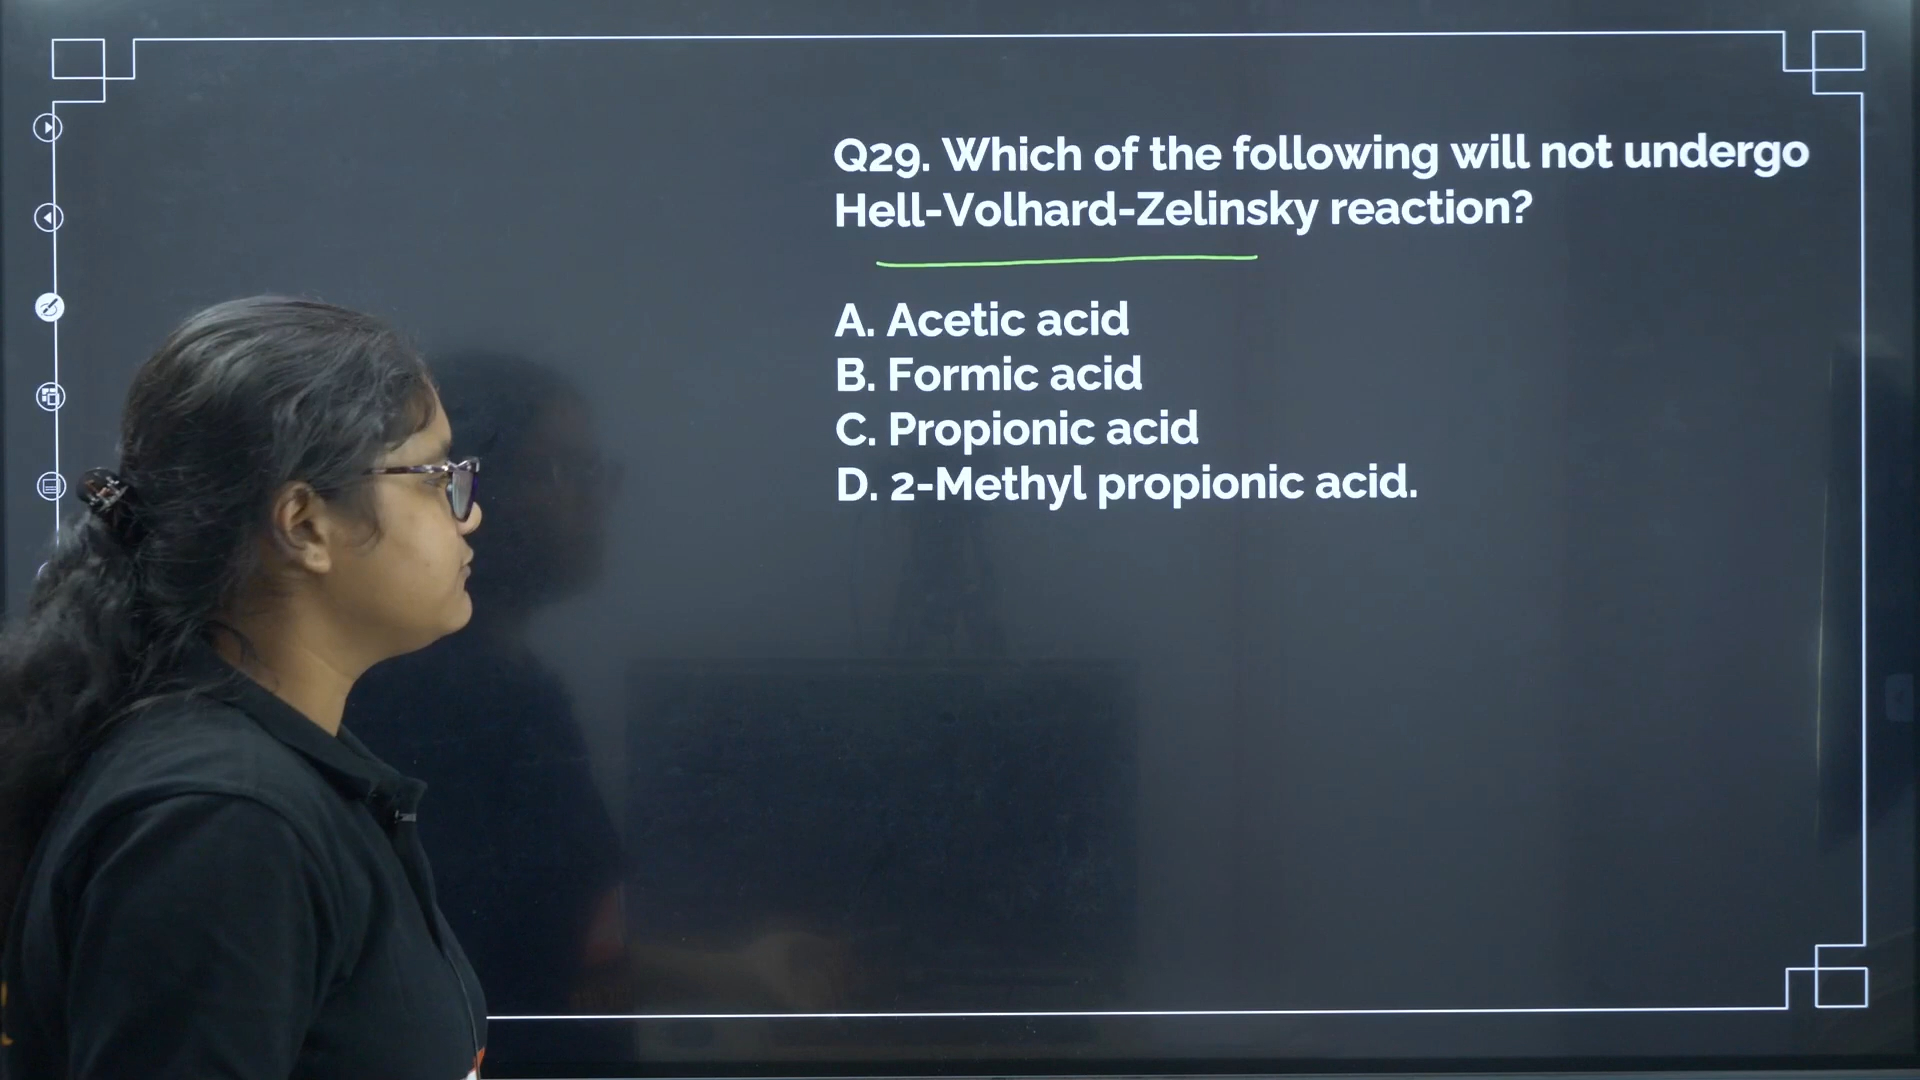 Q29. Which of the following will not undergo
Hell-Volhard-Zelinsky reaction?
A. Acetic acid
B. Formic acid
C. Propionic acid
D. 2-Methyl propionic acid.